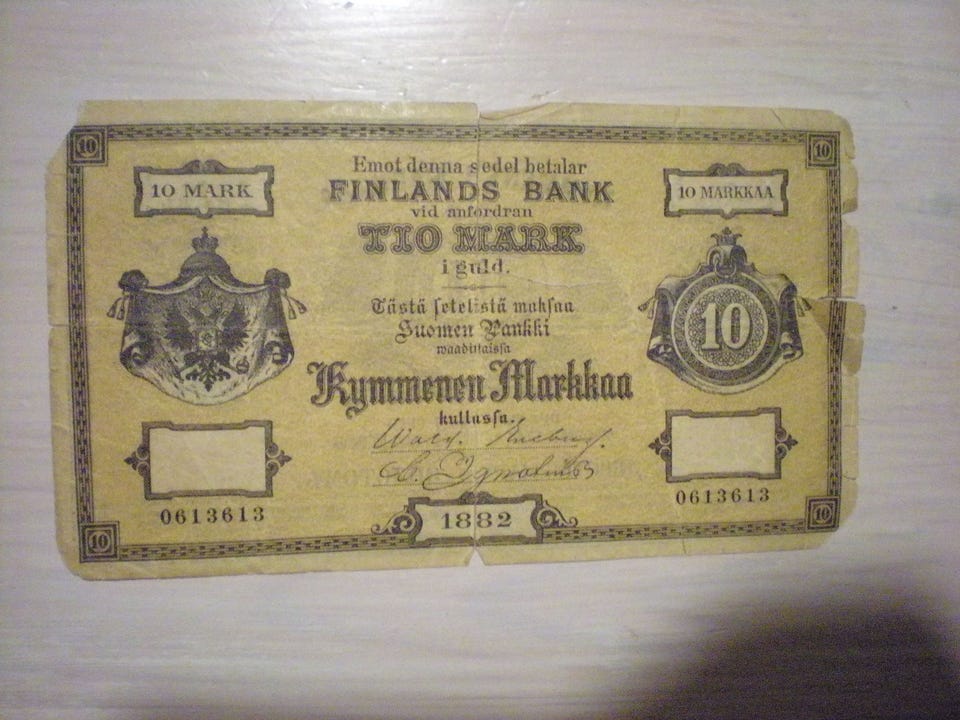 10
10
Emot denna sedel betalar
10 MARK
FINLANDS BANK
10 MARKKAA
vid anfordran
TIO MARK
i guld.
Tästä setelistä maksaa
Suomen Pankki
10
waadittaissa
Kymmenen Markkaa
kullassa.
0613613
0613613
1882
10
10